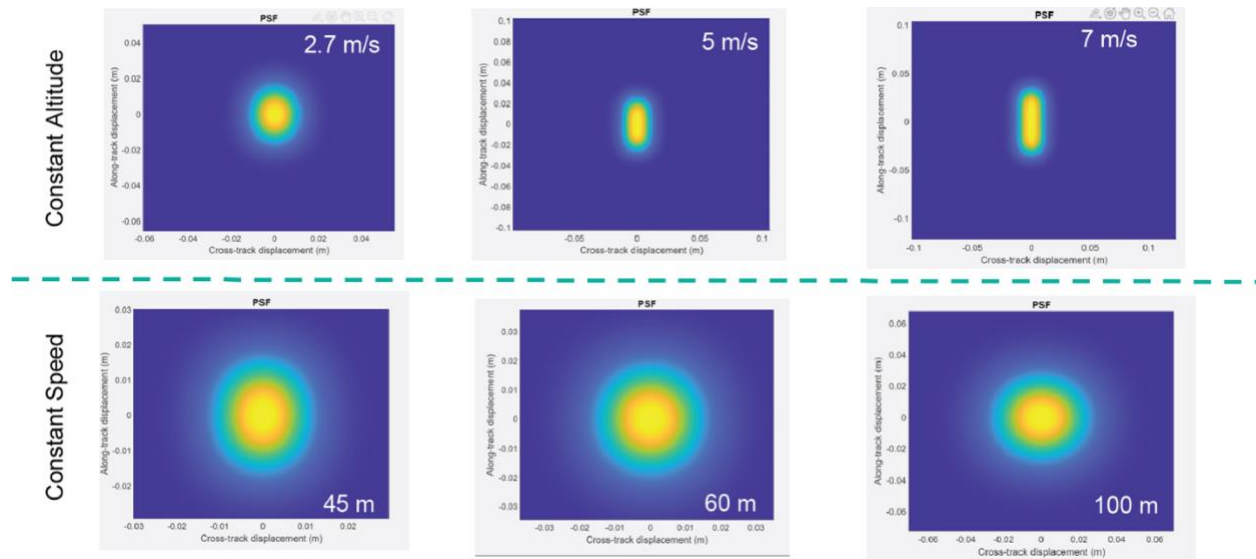 Constant Altitude
PSF
2.7 m/s
Along-track displacement (m)
0.04
0.02
0
-0.02
-0.04
-0.06
-0.06 -0.04 -0.02 0 0.02 0.04
Cross-track displacement (m)
PSF
5 m/s
Along-track displacement (m)
0.1
0.08
0.06
0.04
0.02
0
-0.02
-0.04
-0.06
-0.08
-0.1
-0.05 0 0.05 0.1
Cross-track displacement (m)
PSF
7 m/s
Along-track displacement (m)
0.1
0.05
0
-0.05
-0.1
-0.1 -0.05 0 0.05 0.1
Cross-track displacement (m)
Constant Speed
PSF
45 m
Along-track displacement (m)
0.03
0.02
0.01
0
-0.01
-0.02
-0.03 -0.02 -0.01 0 0.01 0.02
Cross-track displacement (m)
PSF
60 m
Along-track displacement (m)
0.03
0.02
0.01
0
-0.01
-0.02
-0.03
-0.03 -0.02 -0.01 0 0.01 0.02 0.03
Cross-track displacement (m)
PSF
100 m
Along-track displacement (m)
0.06
0.04
0.02
0
-0.02
-0.04
-0.06
-0.06 -0.04 -0.02 0 0.02 0.04 0.06
Cross-track displacement (m)